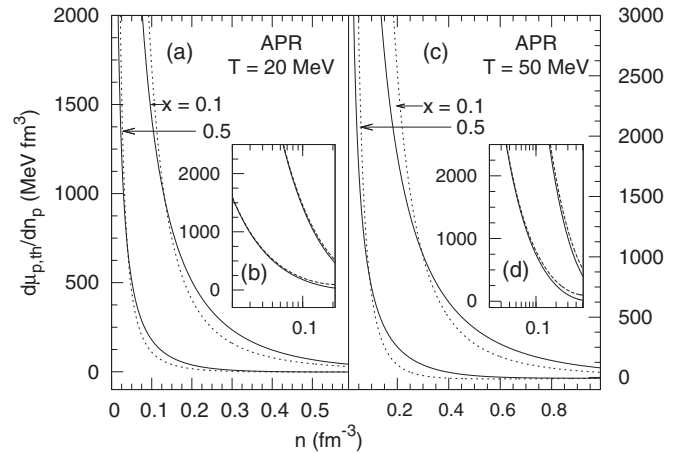 2000
1500
1000
500
0
dμp,th/dnp (MeV fm³)
(a)
APR
T = 20 MeV
x = 0.1
0.5
2000
1000
0
(b)
0.1
0
0.1
0.2
0.3
0.4
0.5
(c)
APR
T = 50 MeV
x = 0.1
0.5
2000
1000
0
(d)
0.1
0.2
0.4
0.6
0.8
3000
2500
2000
1500
1000
500
0
n (fm⁻³)